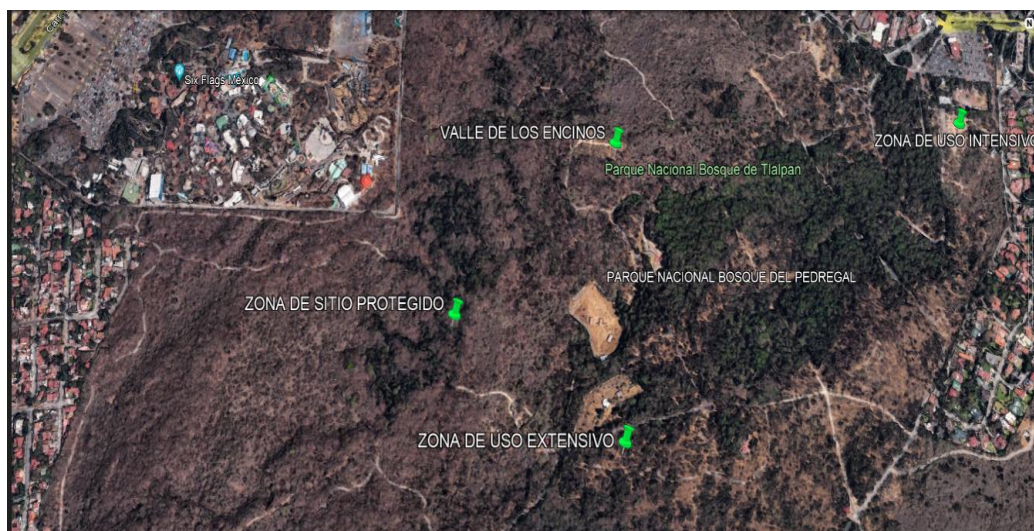 Six Flags México
VALLE DE LOS ENCINOS
ZONA DE USO INTENSIVO
Parque Nacional Bosque de Tlalpan
PARQUE NACIONAL BOSQUE DEL PEDREGAL
ZONA DE SITIO PROTEGIDO
ZONA DE USO EXTENSIVO